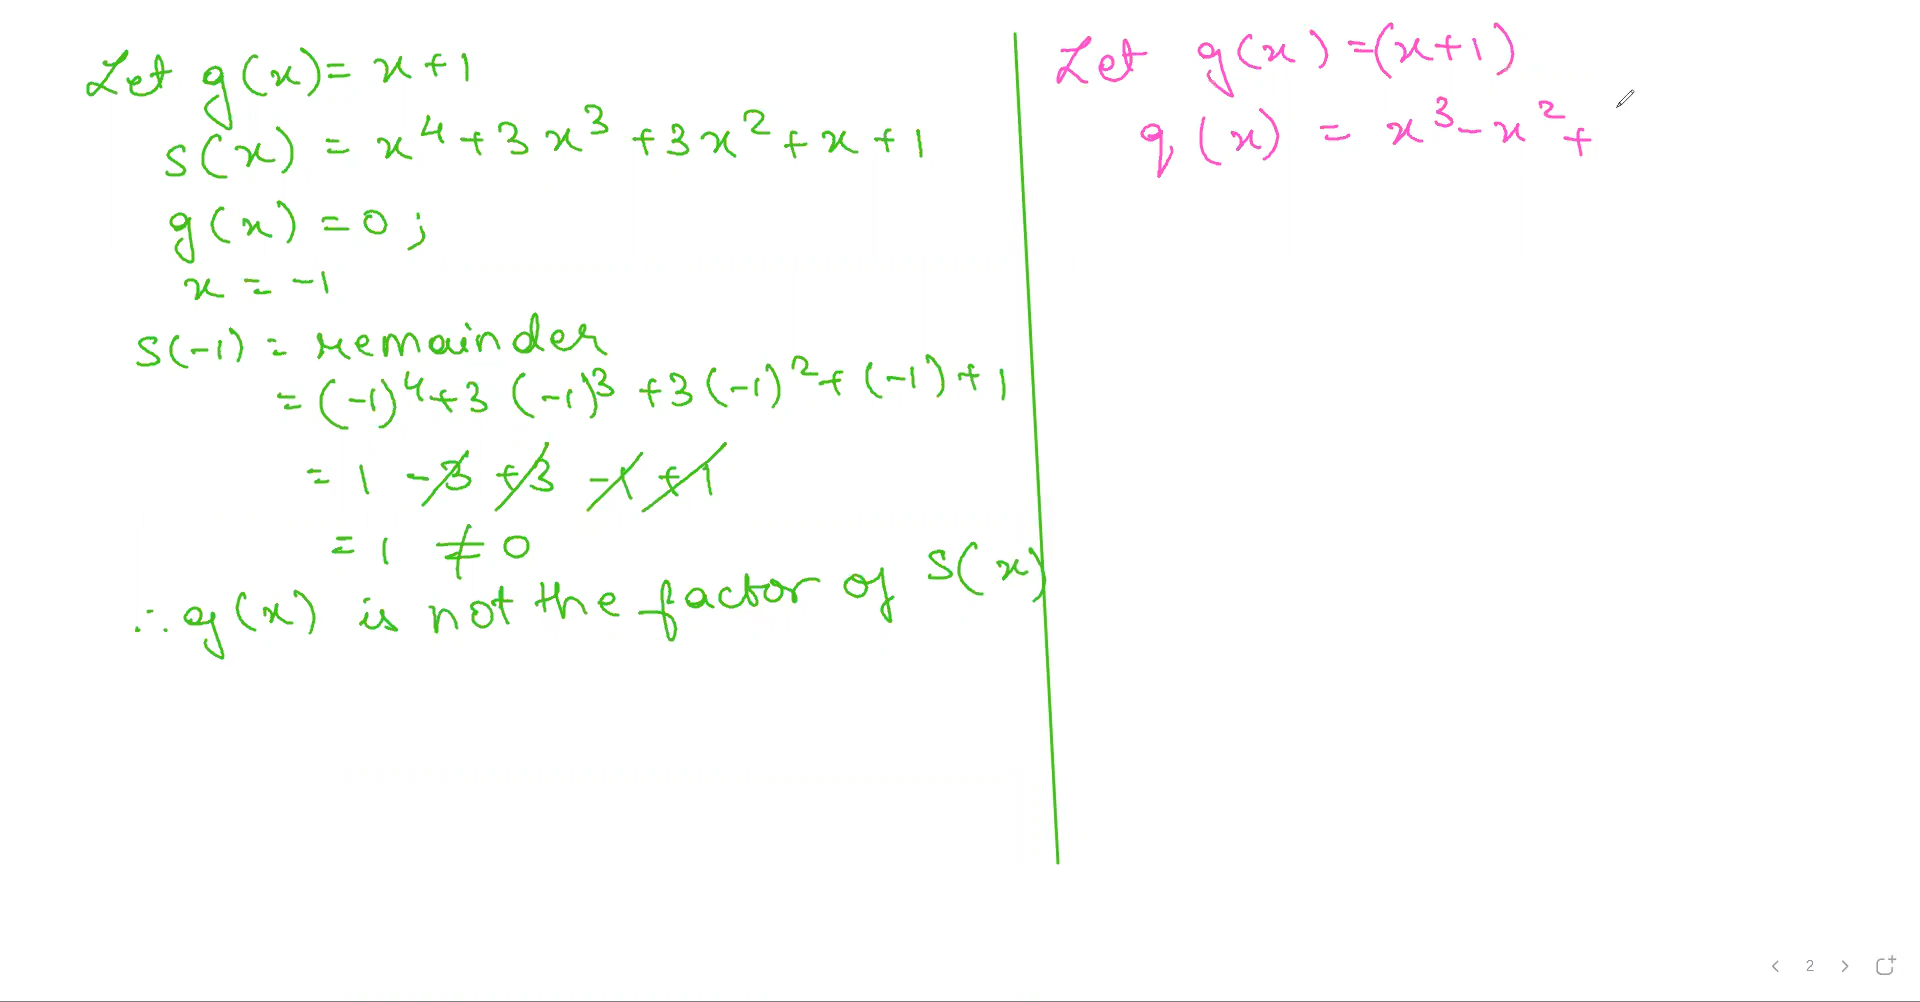 Let g(x) = x+1
s(x) = x⁴ + 3x³ + 3x² + x + 1
g(x) = 0 ;
x = -1
s(-1) = remainder
= (-1)⁴ + 3 (-1)³ + 3 (-1)² + (-1) + 1
= 1 - 3 + 3 - 1 + 1
= 1 ≠ 0
∴ g(x) is not the factor of s(x)
Let g(x) = (x+1)
q(x) = x³ - x² +
2